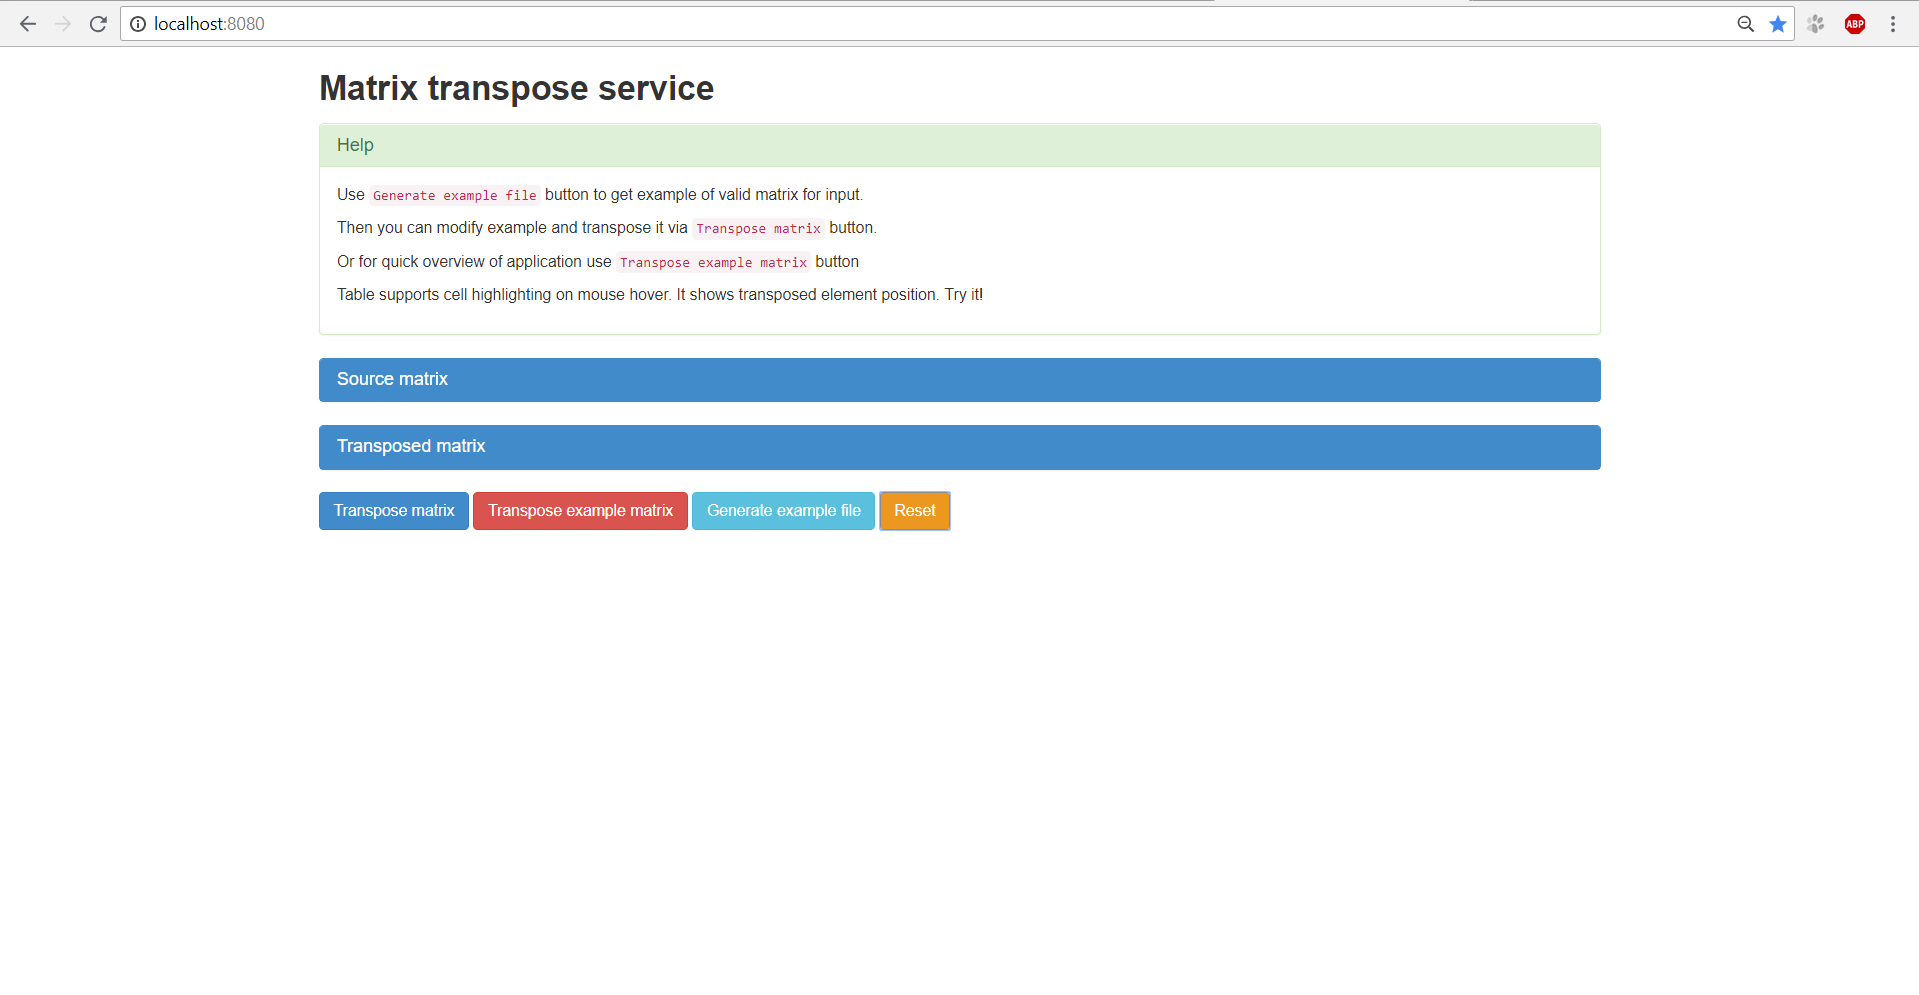 localhost:8080
ABP
Matrix transpose service
Help
Use Generate example file button to get example of valid matrix for input.
Then you can modify example and transpose it via Transpose matrix button.
Or for quick overview of application use Transpose example matrix button
Table supports cell highlighting on mouse hover. It shows transposed element position. Try it!
Source matrix
Transposed matrix
Transpose matrix Transpose example matrix Generate example file Reset